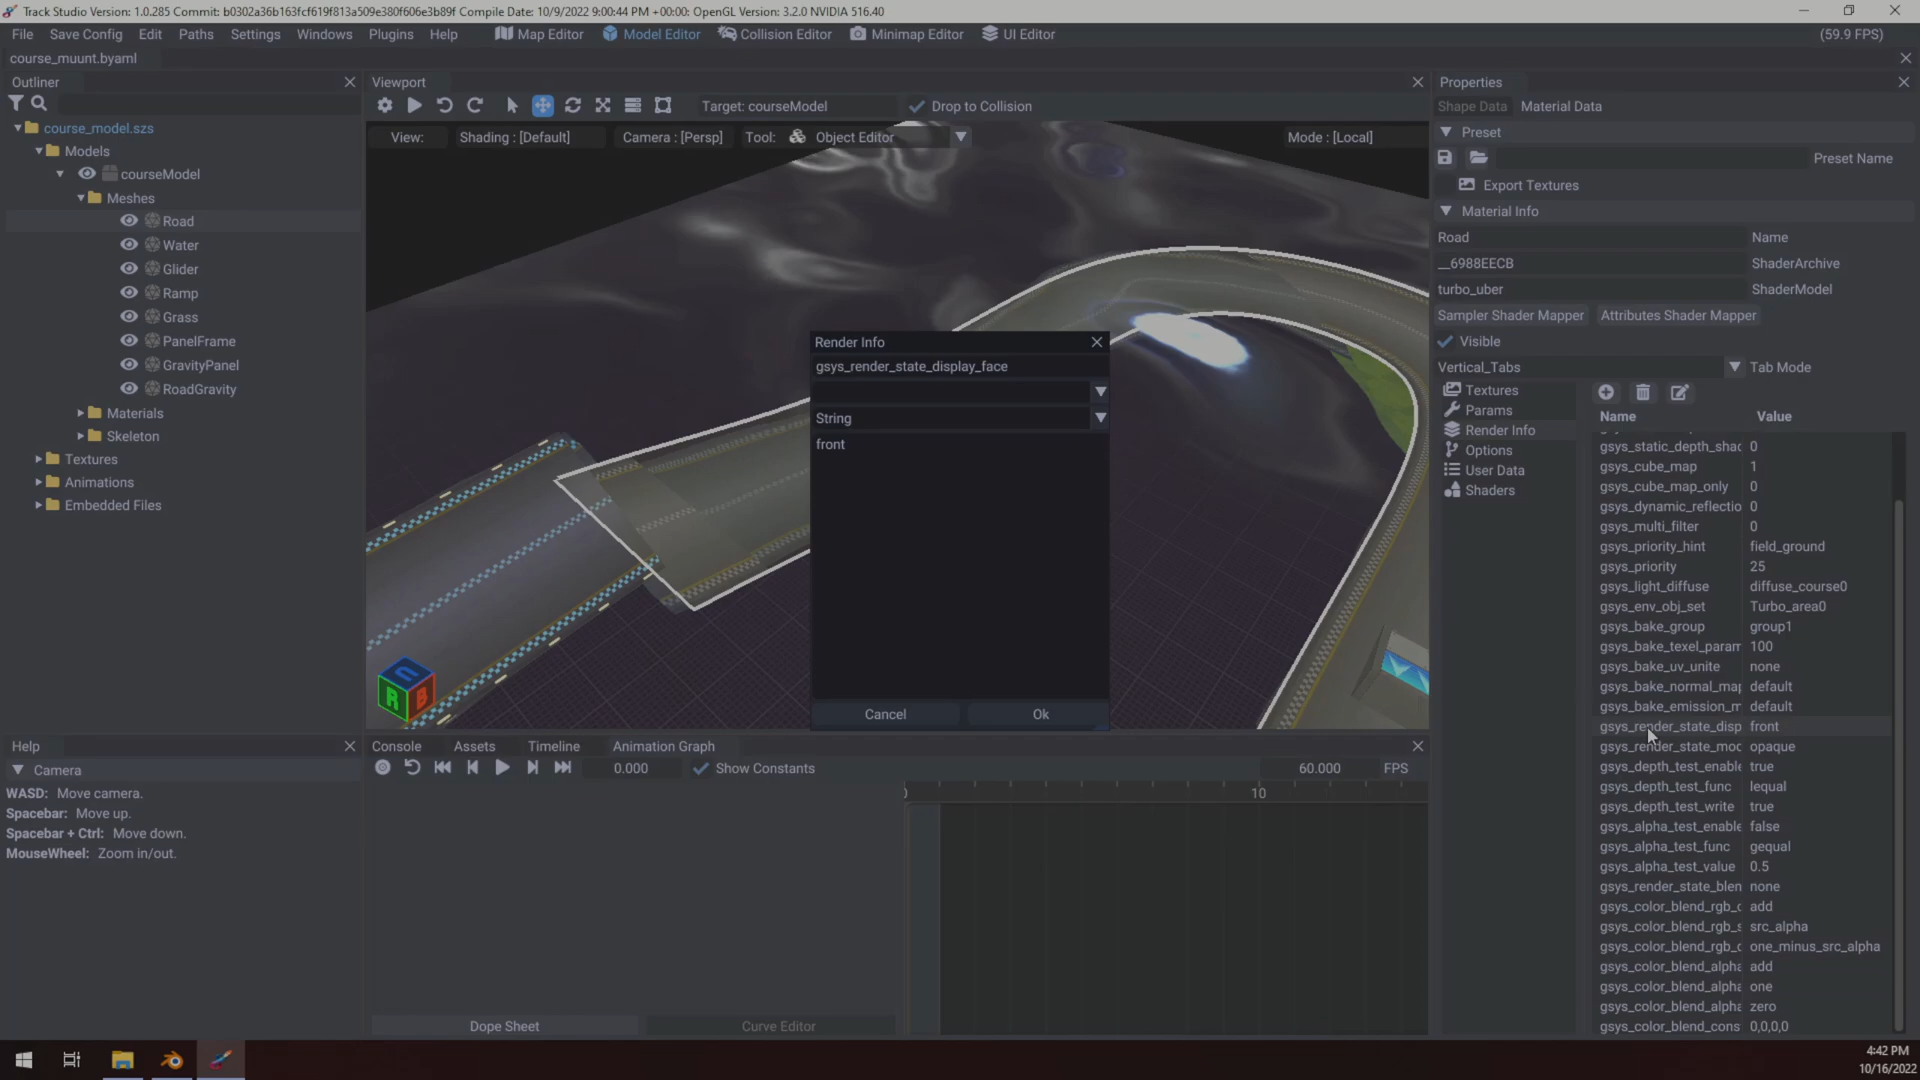 Track Studio Version: 1.0.285 Commit: b0302a36b163fcf619f813a509e380f606e3b89f Compile Date: 10/9/2022 9:00:44 PM +00:00: OpenGL Version: 3.2.0 NVIDIA 516.40
File Save Config Edit Paths Settings Windows Plugins Help Map Editor Model Editor Collision Editor Minimap Editor UI Editor (59.9 FPS)
course_muunt.byaml
Outliner
course_model.szs
Models
courseModel
Meshes
Road
Water
Glider
Ramp
Grass
PanelFrame
GravityPanel
RoadGravity
Materials
Skeleton
Textures
Animations
Embedded Files
Viewport
Target: courseModel Drop to Collision
View: Shading : [Default] Camera : [Persp] Tool: Object Editor Mode : [Local]
Render Info
gsys_render_state_display_face
String
front
Cancel Ok
R B
Properties
Shape Data Material Data
Preset
Preset Name
Export Textures
Material Info
Road Name
__6988EECB ShaderArchive
turbo_uber ShaderModel
Sampler Shader Mapper Attributes Shader Mapper
Visible
Vertical_Tabs Tab Mode
Textures
Params
Render Info
Options
User Data
Shaders
Name Value
gsys_static_depth_shac 0
gsys_cube_map 1
gsys_cube_map_only 0
gsys_dynamic_reflectio 0
gsys_multi_filter 0
gsys_priority_hint field_ground
gsys_priority 25
gsys_light_diffuse diffuse_course0
gsys_env_obj_set Turbo_area0
gsys_bake_group group1
gsys_bake_texel_param 100
gsys_bake_uv_unite none
gsys_bake_normal_map default
gsys_bake_emission_m default
gsys_render_state_disp front
gsys_render_state_moc opaque
gsys_depth_test_enable true
gsys_depth_test_func lequal
gsys_depth_test_write true
gsys_alpha_test_enable false
gsys_alpha_test_func gequal
gsys_alpha_test_value 0.5
gsys_render_state_blen none
gsys_color_blend_rgb_c add
gsys_color_blend_rgb_s src_alpha
gsys_color_blend_rgb_c one_minus_src_alpha
gsys_color_blend_alpha add
gsys_color_blend_alpha one
gsys_color_blend_alpha zero
gsys_color_blend_cons 0,0,0,0
Help
Camera
WASD: Move camera.
Spacebar: Move up.
Spacebar + Ctrl: Move down.
MouseWheel: Zoom in/out.
Console Assets Timeline Animation Graph
0.000 Show Constants 60.000 FPS
10
Dope Sheet Curve Editor
4:42 PM
10/16/2022